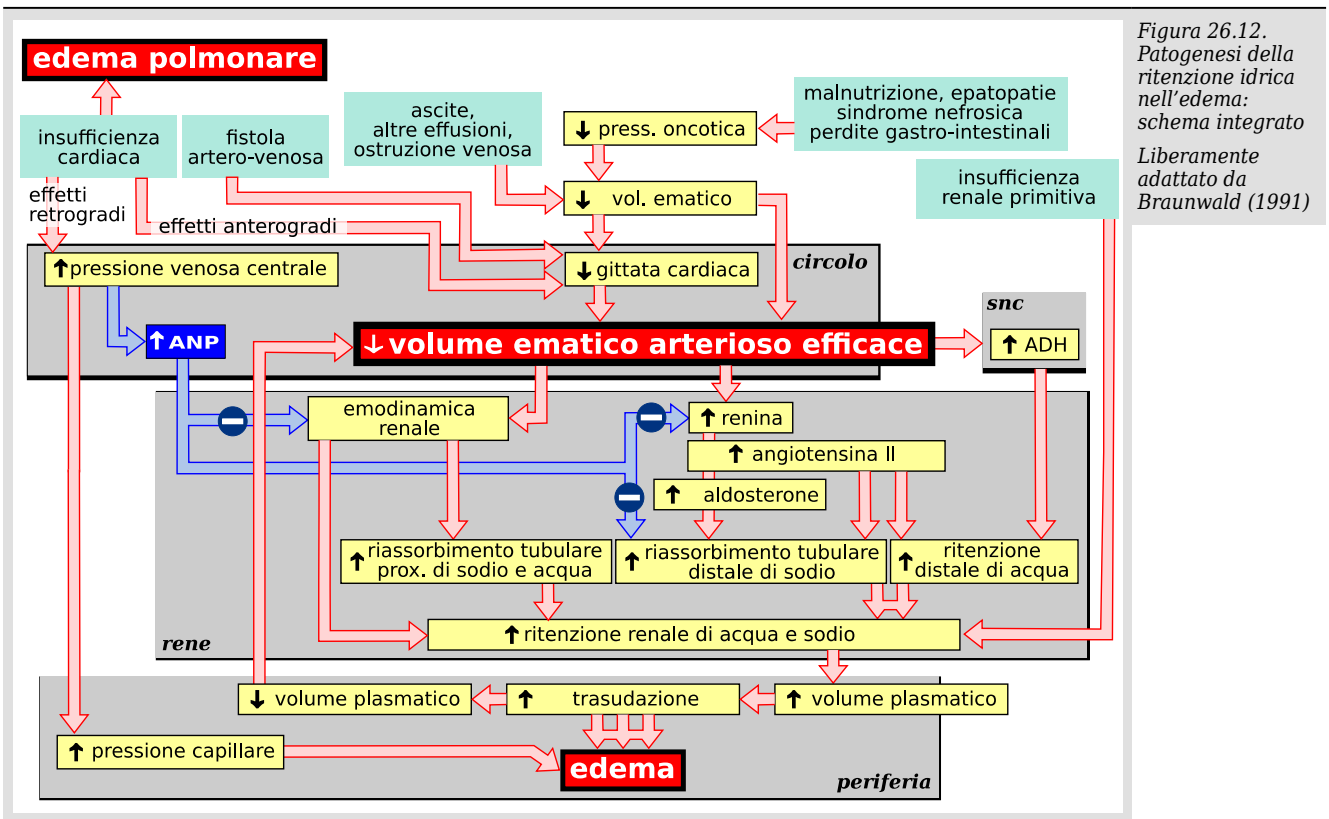 edema polmonare
insufficienza
cardiaca
fistola
artero-venosa
ascite,
altre effusioni,
ostruzione venosa
↓ press. oncotica
malnutrizione, epatopatie
sindrome nefrosica
perdite gastro-intestinali
Figura 26.12.
Patogenesi della
ritenzione idrica
nell'edema:
schema integrato
Liberamente
adattato da
Braunwald (1991)
effetti
retrogradi
effetti anterogradi
↓ vol. ematico
insufficienza
renale primitiva
↑ pressione venosa centrale
↓ gittata cardiaca
circolo
↑ ANP
↓ volume ematico arterioso efficace
snc
↑ ADH
emodinamica
renale
↑ renina
↑ angiotensina II
↑ aldosterone
↑ riassorbimento tubulare
prox. di sodio e acqua
↑ riassorbimento tubulare
distale di sodio
↑ ritenzione
distale di acqua
↑ ritenzione renale di acqua e sodio
rene
↓ volume plasmatico
↑ trasudazione
↑ volume plasmatico
↑ pressione capillare
edema
periferia